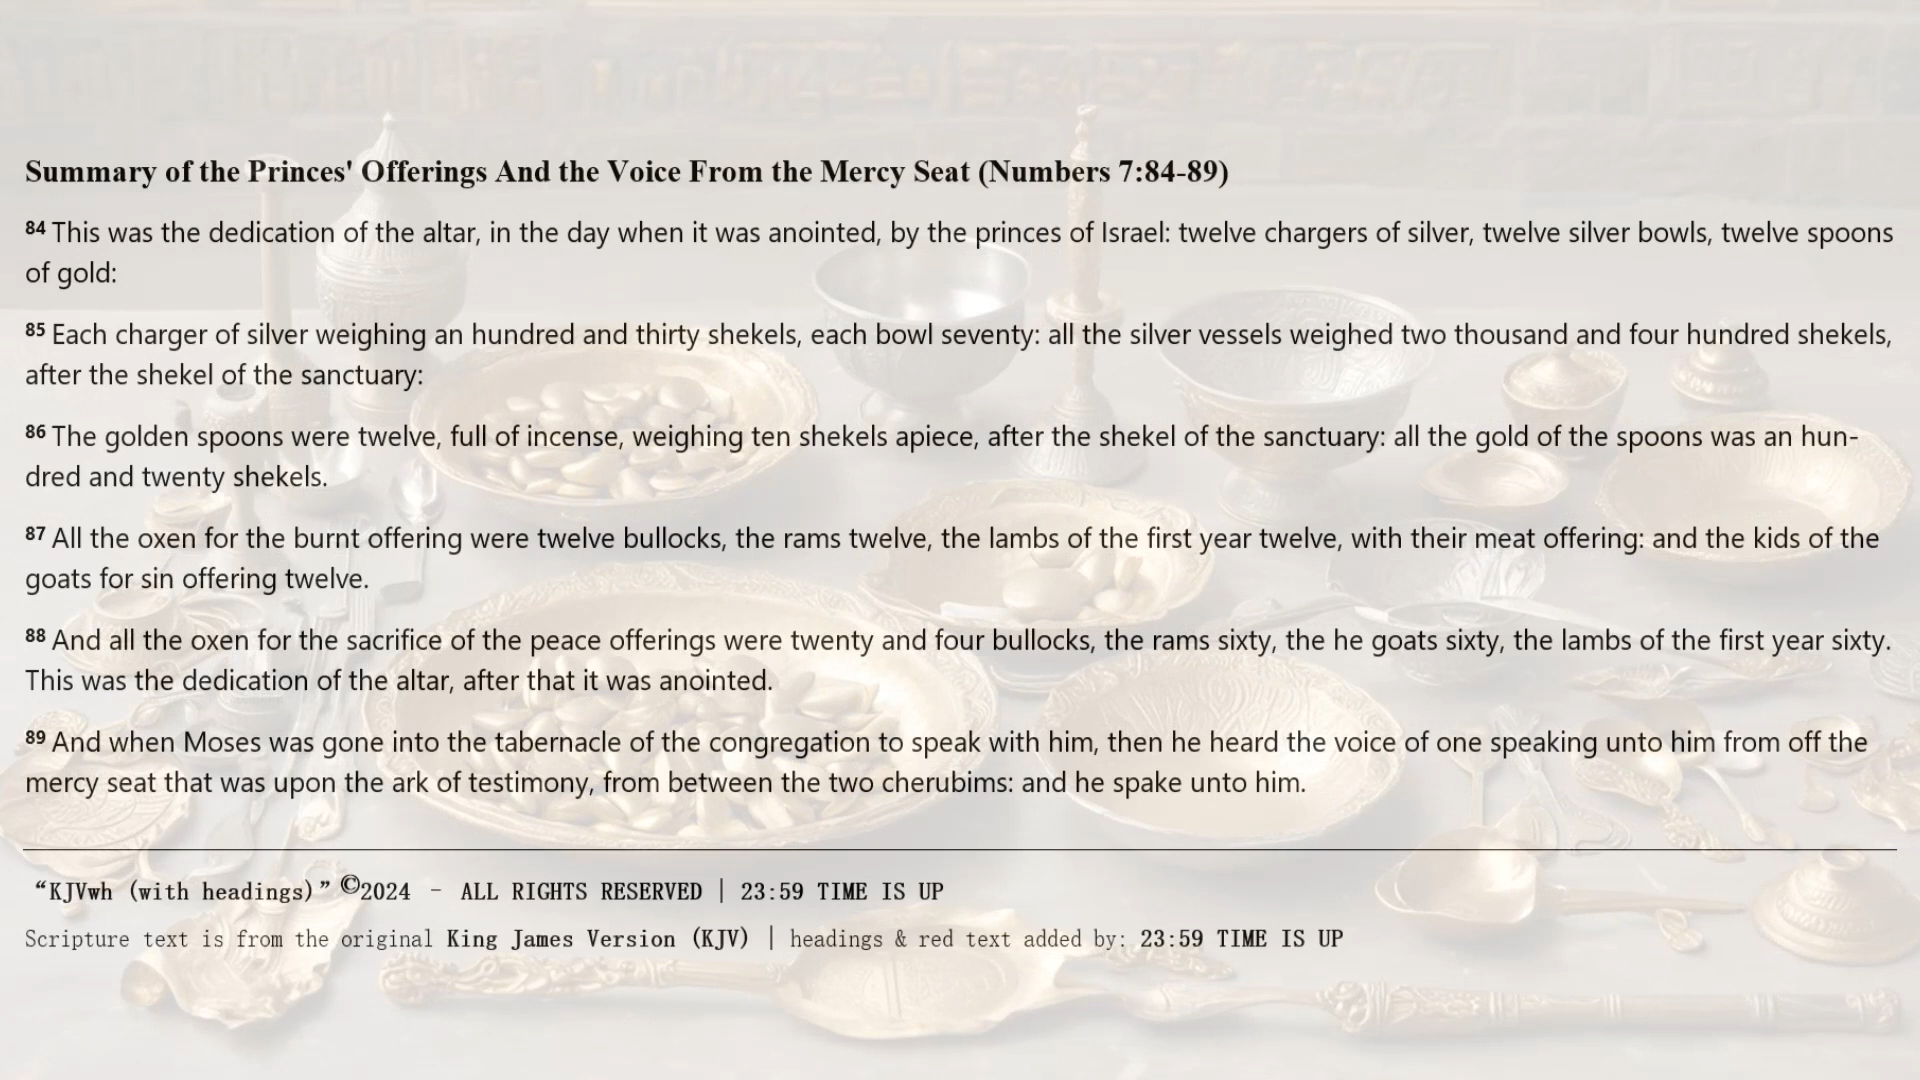 Summary of the Princes' Offerings And the Voice From the Mercy Seat (Numbers 7:84-89)
84 This was the dedication of the altar, in the day when it was anointed, by the princes of Israel: twelve chargers of silver, twelve silver bowls, twelve spoons
of gold:
85 Each charger of silver weighing an hundred and thirty shekels, each bowl seventy: all the silver vessels weighed two thousand and four hundred shekels,
after the shekel of the sanctuary:
86 The golden spoons were twelve, full of incense, weighing ten shekels apiece, after the shekel of the sanctuary: all the gold of the spoons was an hun-
dred and twenty shekels.
87 All the oxen for the burnt offering were twelve bullocks, the rams twelve, the lambs of the first year twelve, with their meat offering: and the kids of the
goats for sin offering twelve.
88 And all the oxen for the sacrifice of the peace offerings were twenty and four bullocks, the rams sixty, the he goats sixty, the lambs of the first year sixty.
This was the dedication of the altar, after that it was anointed.
89 And when Moses was gone into the tabernacle of the congregation to speak with him, then he heard the voice of one speaking unto him from off the
mercy seat that was upon the ark of testimony, from between the two cherubims: and he spake unto him.
“KJVwh (with headings)” ©2024 - ALL RIGHTS RESERVED | 23:59 TIME IS UP
Scripture text is from the original King James Version (KJV) | headings & red text added by: 23:59 TIME IS UP